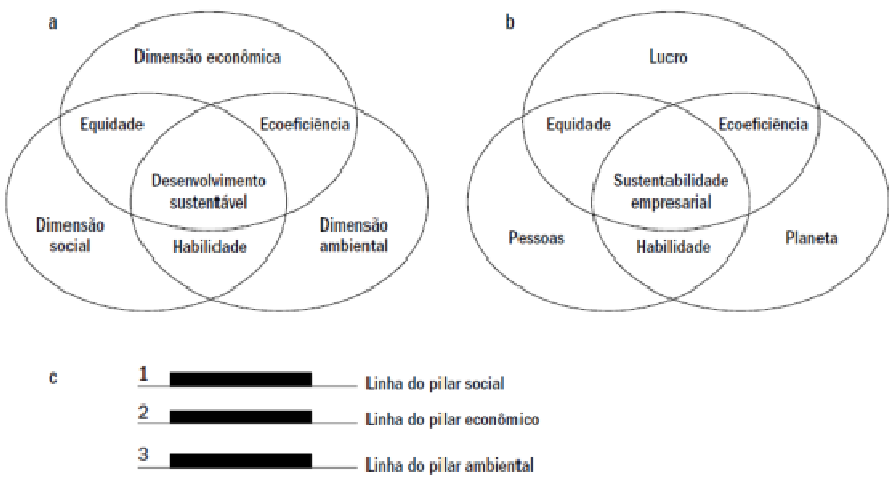 a
Dimensão econômica
Equidade
Ecoeficiência
Desenvolvimento
sustentável
Dimensão
social
Habilidade
Dimensão
ambiental
b
Lucro
Equidade
Ecoeficiência
Sustentabilidade
empresarial
Pessoas
Habilidade
Planeta
c
1
Linha do pilar social
2
Linha do pilar econômico
3
Linha do pilar ambiental